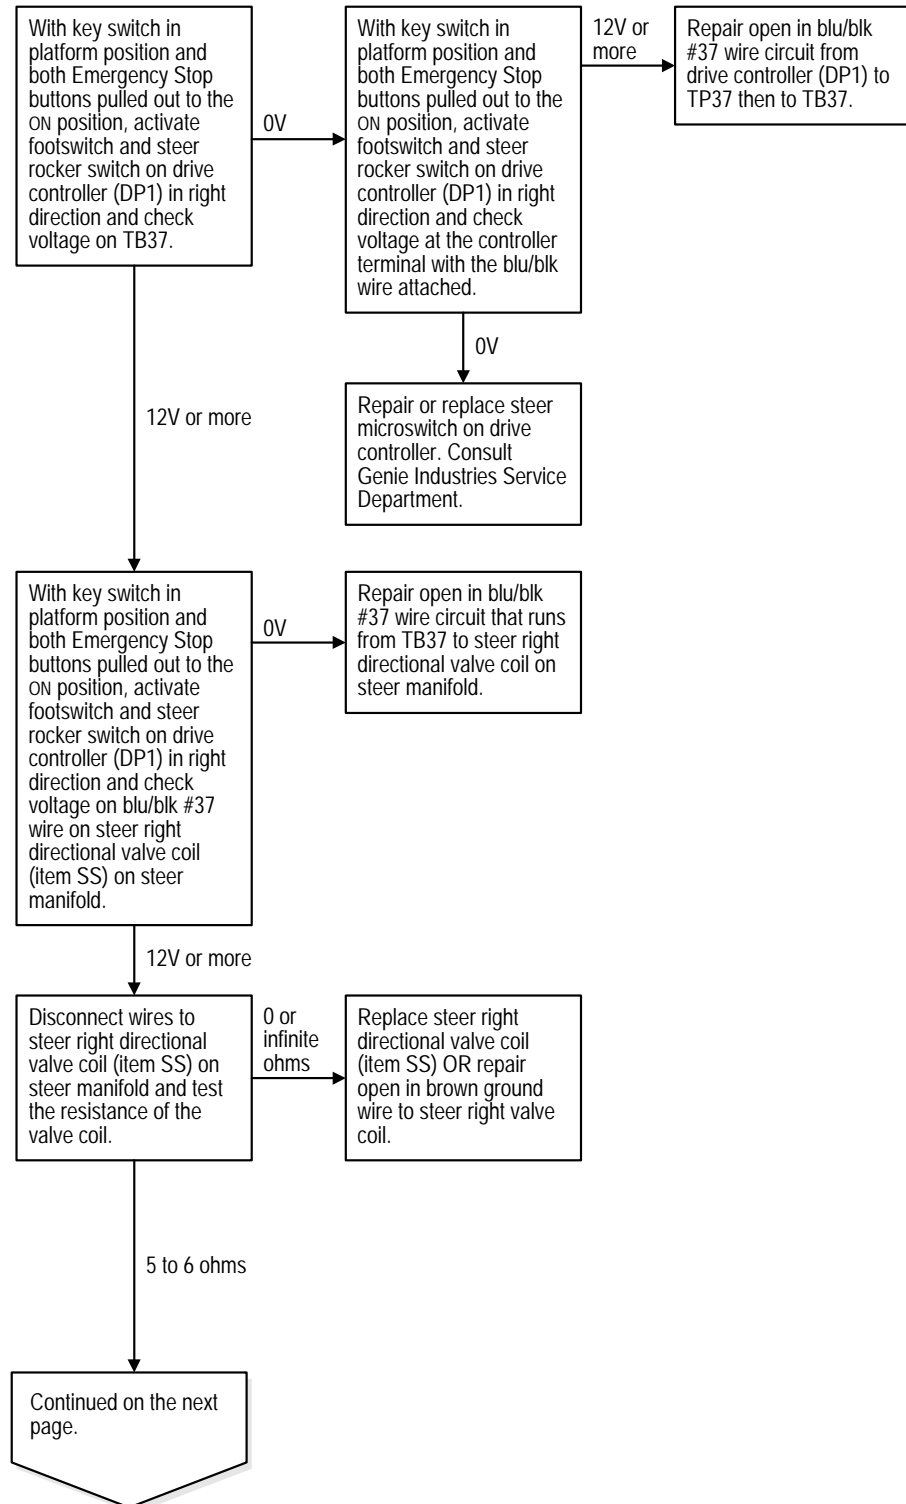 With key switch in
platform position and
both Emergency Stop
buttons pulled out to the
ON position, activate
footswitch and steer
rocker switch on drive
controller (DP1) in right
direction and check
voltage on TB37.
0V
With key switch in
platform position and
both Emergency Stop
buttons pulled out to the
ON position, activate
footswitch and steer
rocker switch on drive
controller (DP1) in right
direction and check
voltage at the controller
terminal with the blu/blk
wire attached.
12V or
more
Repair open in blu/blk
#37 wire circuit from
drive controller (DP1) to
TP37 then to TB37.
0V
Repair or replace steer
microswitch on drive
controller. Consult
Genie Industries Service
Department.
12V or more
With key switch in
platform position and
both Emergency Stop
buttons pulled out to the
ON position, activate
footswitch and steer
rocker switch on drive
controller (DP1) in right
direction and check
voltage on blu/blk #37
wire on steer right
directional valve coil
(item SS) on steer
manifold.
0V
Repair open in blu/blk
#37 wire circuit that runs
from TB37 to steer right
directional valve coil on
steer manifold.
12V or more
Disconnect wires to
steer right directional
valve coil (item SS) on
steer manifold and test
the resistance of the
valve coil.
0 or
infinite
ohms
Replace steer right
directional valve coil
(item SS) OR repair
open in brown ground
wire to steer right valve
coil.
5 to 6 ohms
Continued on the next
page.